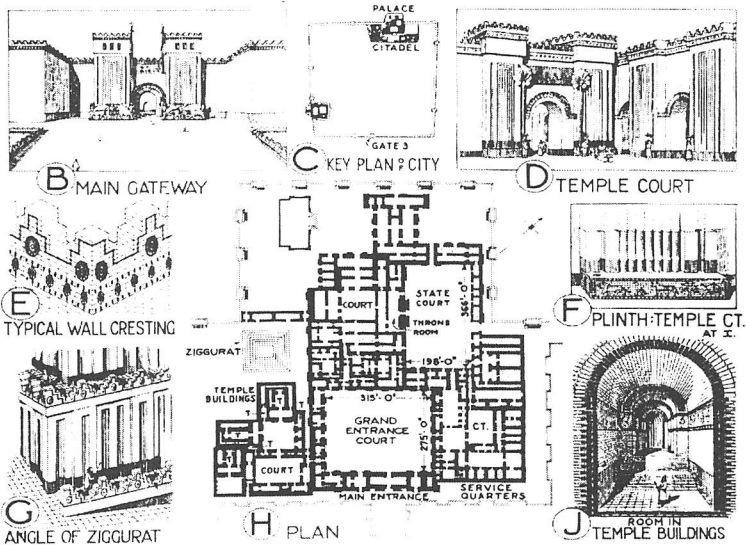 PALACE
CITADEL
GATE 3
B MAIN GATEWAY
C KEY PLAN OF CITY
D TEMPLE COURT
E
TYPICAL WALL CRESTING
F PLINTH: TEMPLE CT.
AT X.
X
G
ANGLE OF ZIGGURAT
ZIGGURAT
TEMPLE
BUILDINGS
T
T
T
T
T
COURT
COURT
STATE
COURT
THRONE
ROOM
366'-0"
198'-0"
315'-0"
GRAND
ENTRANCE
COURT
275'-0"
CT.
MAIN ENTRANCE
SERVICE
QUARTERS
H PLAN
J ROOM IN
TEMPLE BUILDINGS